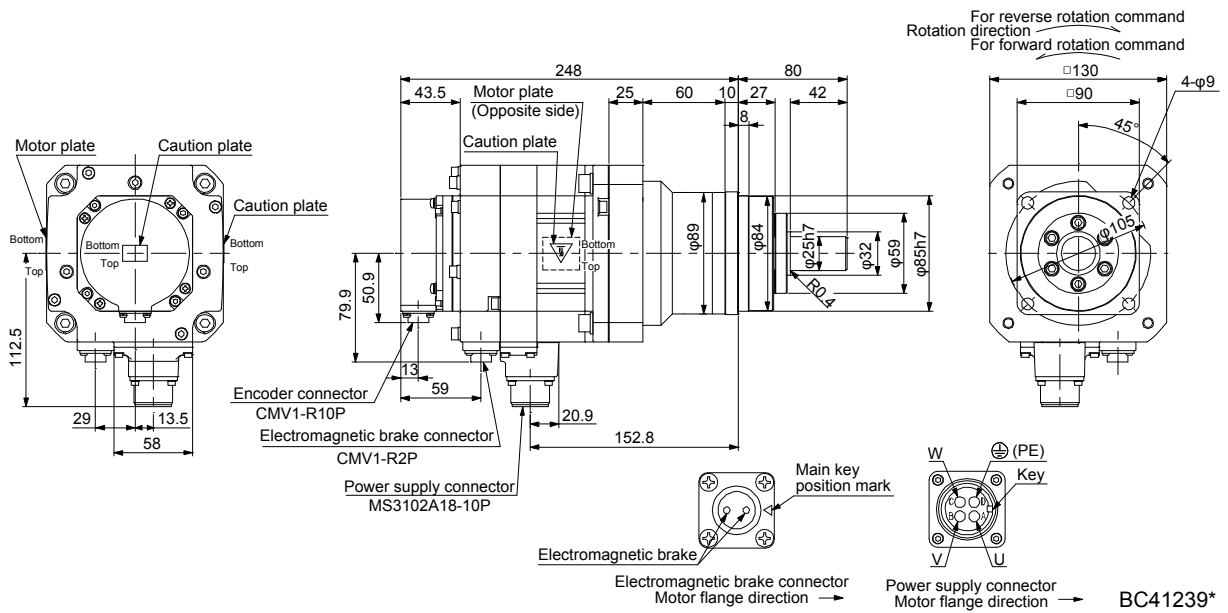 For reverse rotation command
Rotation direction
For forward rotation command
248
80
□130
43.5
Motor plate
(Opposite side)
25
60
10
27
42
□90
4-φ9
8
45°
Caution plate
Motor plate
Caution plate
Caution plate
Bottom
Top
Bottom
Top
Bottom
Top
Bottom
Top
φ89
φ84
φ25h7
φ32
φ59
φ85h7
R0.4
φ105
112.5
79.9
50.9
13
59
29
13.5
58
20.9
152.8
Encoder connector
CMV1-R10P
Electromagnetic brake connector
CMV1-R2P
Power supply connector
MS3102A18-10P
Main key
position mark
Electromagnetic brake
Electromagnetic brake connector
Motor flange direction
W
(PE)
Key
C
D
B
A
V
U
Power supply connector
Motor flange direction
BC41239*